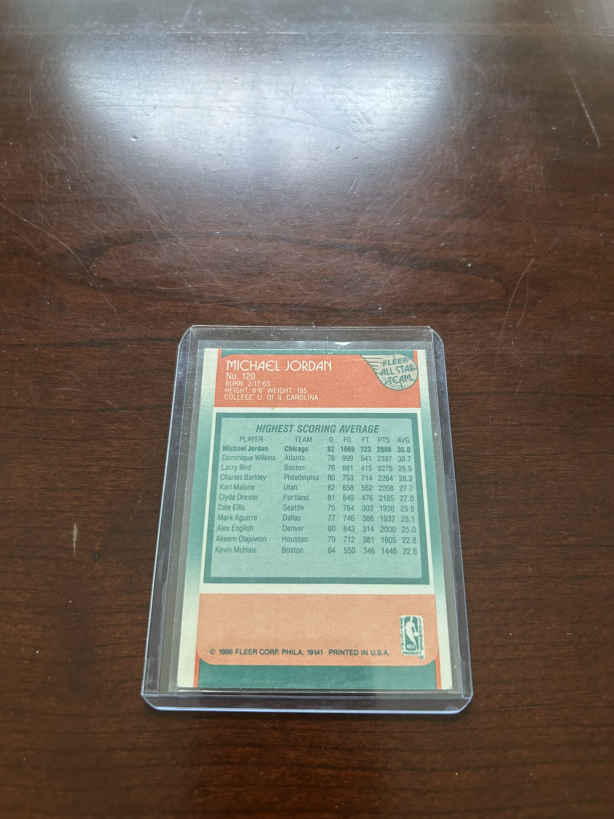 MICHAEL JORDAN
No. 120
BORN: 2-17-63
HEIGHT: 6'6" WEIGHT: 195
COLLEGE: U. OF N. CAROLINA
FLEER
ALL STAR
TEAM
HIGHEST SCORING AVERAGE
PLAYER TEAM G FG FT PTS AVG
Michael Jordan Chicago 82 1069 723 2868 35.0
Dominique Wilkins Atlanta 78 909 541 2397 30.7
Larry Bird Boston 76 881 415 2275 29.9
Charles Barkley Philadelphia 80 753 714 2264 28.3
Karl Malone Utah 82 858 552 2268 27.7
Clyde Drexler Portland 81 849 476 2185 27.0
Dale Ellis Seattle 75 764 303 1938 25.8
Mark Aguirre Dallas 77 746 388 1932 25.1
Alex English Denver 80 843 314 2000 25.0
Akeem Olajuwon Houston 79 712 381 1805 22.8
Kevin McHale Boston 64 550 346 1446 22.6
© 1988 FLEER CORP. PHILA. 19141 PRINTED IN U.S.A.